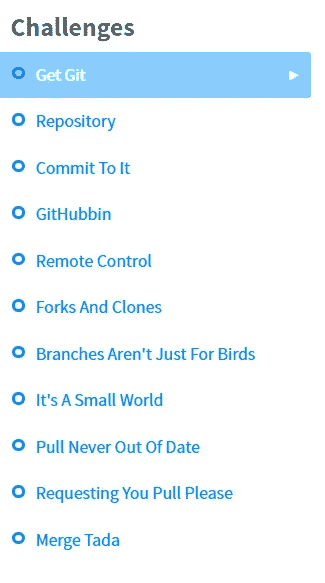 Challenges
Get Git
Repository
Commit To It
GitHubbin
Remote Control
Forks And Clones
Branches Aren't Just For Birds
It's A Small World
Pull Never Out Of Date
Requesting You Pull Please
Merge Tada